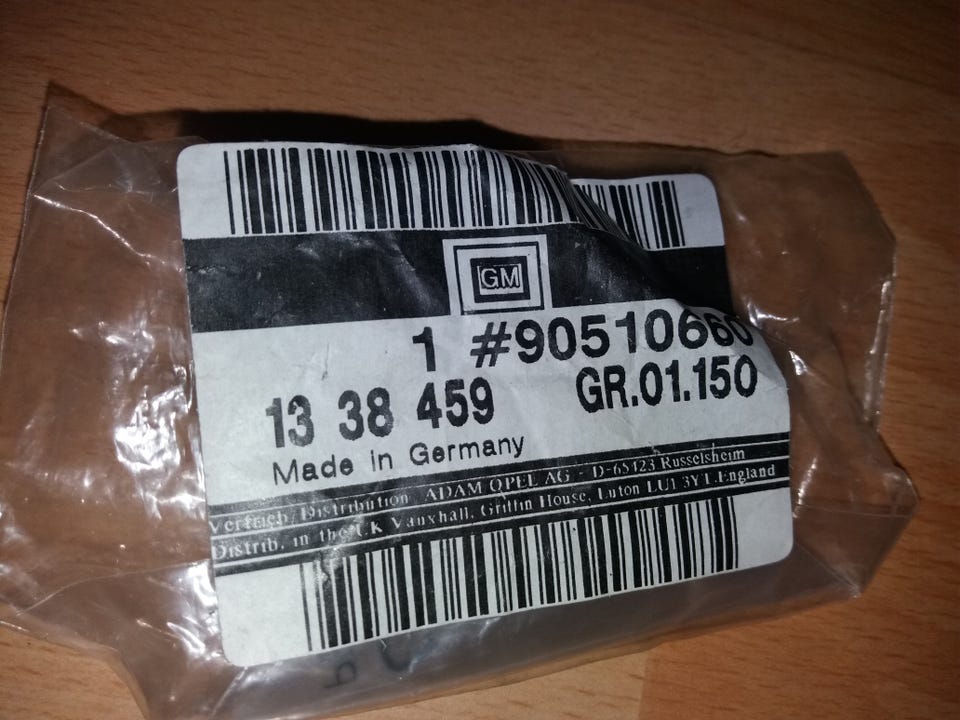 GM
1 #90510660
13 38 459 GR.01.150
Made in Germany
Vertrieb/Distribution ADAM OPEL AG - D-65423 Russelsheim
Distrib. in the UK Vauxhall, Griffin House, Luton LU1 3YT.England